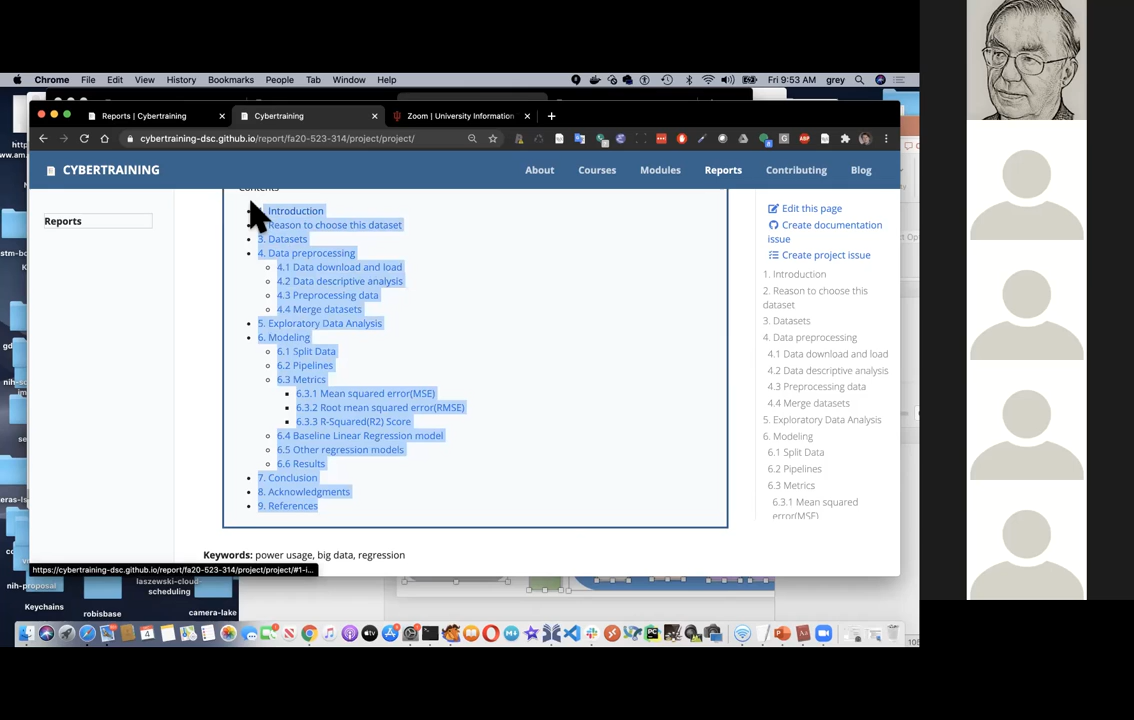 Chrome File Edit View History Bookmarks People Tab Window Help
Fri 9:53 AM grey
Reports | Cybertraining
Cybertraining
Zoom | University Information
cybertraining-dsc.github.io/report/fa20-523-314/project/project/
CYBERTRAINING
About Courses Modules Reports Contributing Blog
Reports
Contents
Introduction
Reason to choose this dataset
3. Datasets
4. Data preprocessing
4.1 Data download and load
4.2 Data descriptive analysis
4.3 Preprocessing data
4.4 Merge datasets
5. Exploratory Data Analysis
6. Modeling
6.1 Split Data
6.2 Pipelines
6.3 Metrics
6.3.1 Mean squared error(MSE)
6.3.2 Root mean squared error(RMSE)
6.3.3 R-Squared(R2) Score
6.4 Baseline Linear Regression model
6.5 Other regression models
6.6 Results
7. Conclusion
8. Acknowledgments
9. References
Keywords: power usage, big data, regression
Edit this page
Create documentation
issue
Create project issue
1. Introduction
2. Reason to choose this
dataset
3. Datasets
4. Data preprocessing
4.1 Data download and load
4.2 Data descriptive analysis
4.3 Preprocessing data
4.4 Merge datasets
5. Exploratory Data Analysis
6. Modeling
6.1 Split Data
6.2 Pipelines
6.3 Metrics
6.3.1 Mean squared
error(MSE)
https://cybertraining-dsc.github.io/report/fa20-523-314/project/project/#1-i...
nih-proposal
laszewski-cloud-
scheduling
Keychains
robisbase
camera-lake